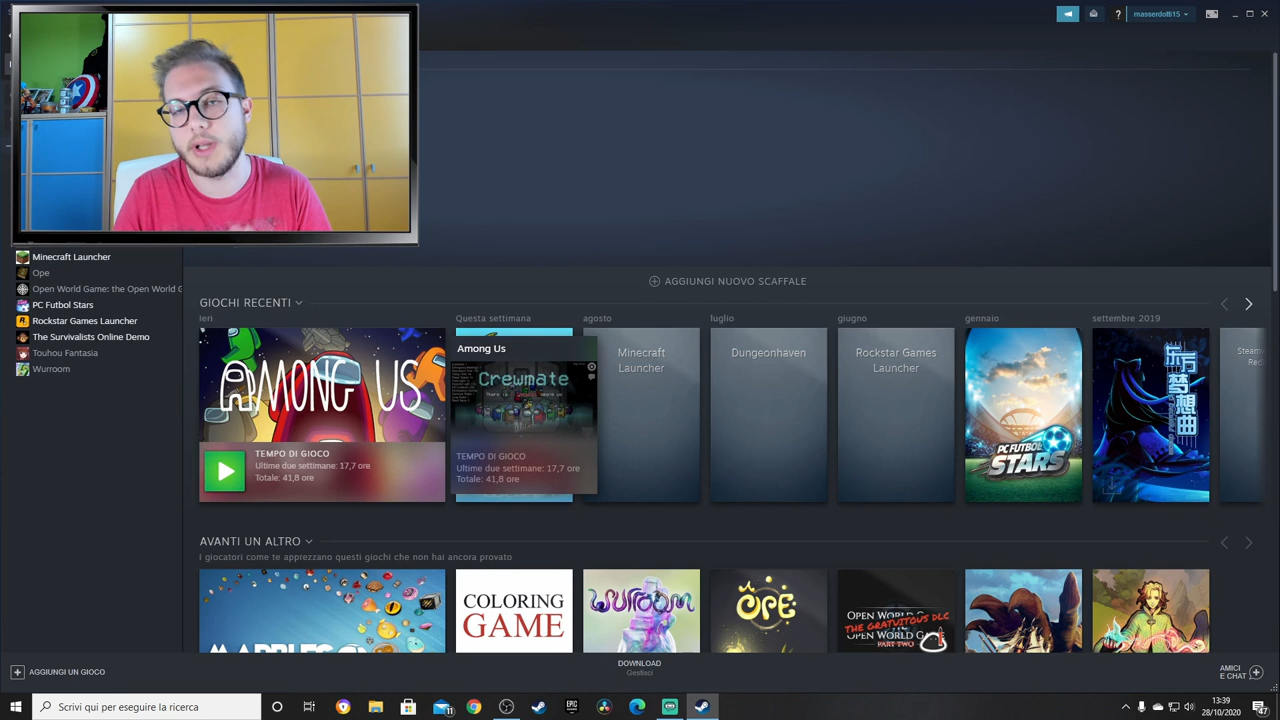 masserdotti15
Minecraft Launcher
Ope
Open World Game: the Open World G
PC Futbol Stars
Rockstar Games Launcher
The Survivalists Online Demo
Touhou Fantasia
Wurroom
AGGIUNGI NUOVO SCAFFALE
GIOCHI RECENTI
Ieri
Questa settimana
agosto
luglio
giugno
gennaio
settembre 2019
AMONG US
TEMPO DI GIOCO
Ultime due settimane: 17,7 ore
Totale: 41,8 ore
Among Us
Crewmate
TEMPO DI GIOCO
Ultime due settimane: 17,7 ore
Totale: 41,8 ore
Minecraft
Launcher
Dungeonhaven
Rockstar Games
Launcher
PC FUTBOL
STARS
Steam
AVANTI UN ALTRO
I giocatori come te apprezzano questi giochi che non hai ancora provato
COLORING
GAME
WURROOM
OPE
OPEN WORLD G
THE GRATUITOUS DLC
PART TWO
AGGIUNGI UN GIOCO
DOWNLOAD
Gestisci
AMICI
E CHAT
Scrivi qui per eseguire la ricerca
11
EPIC
13:39
28/10/2020
47